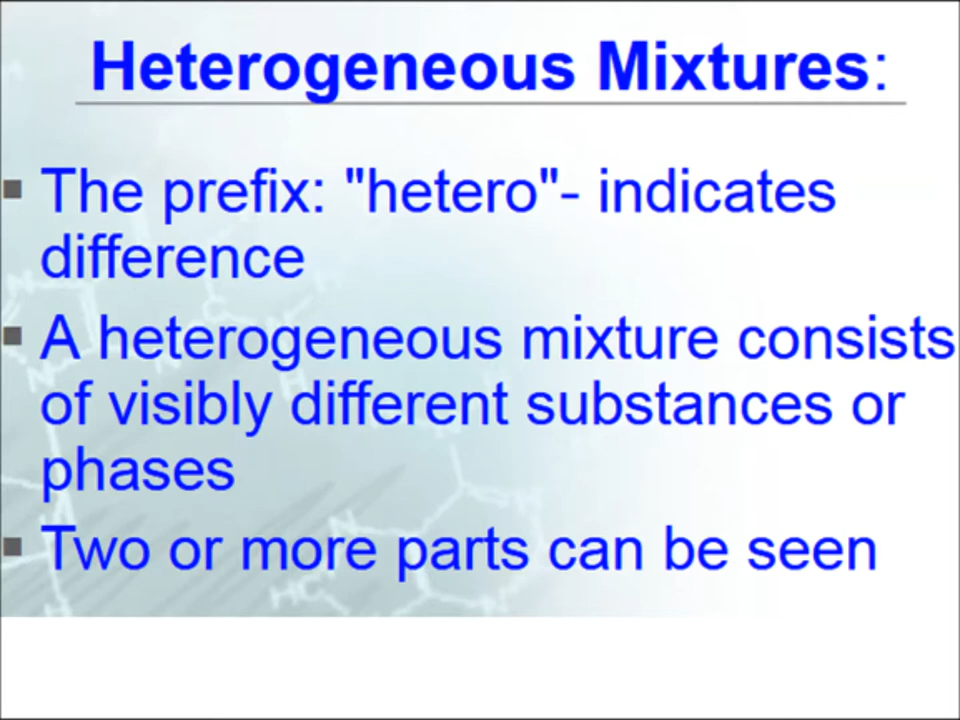 Heterogeneous Mixtures:
The prefix: "hetero"- indicates
difference
A heterogeneous mixture consists
of visibly different substances or
phases
Two or more parts can be seen
HC
N